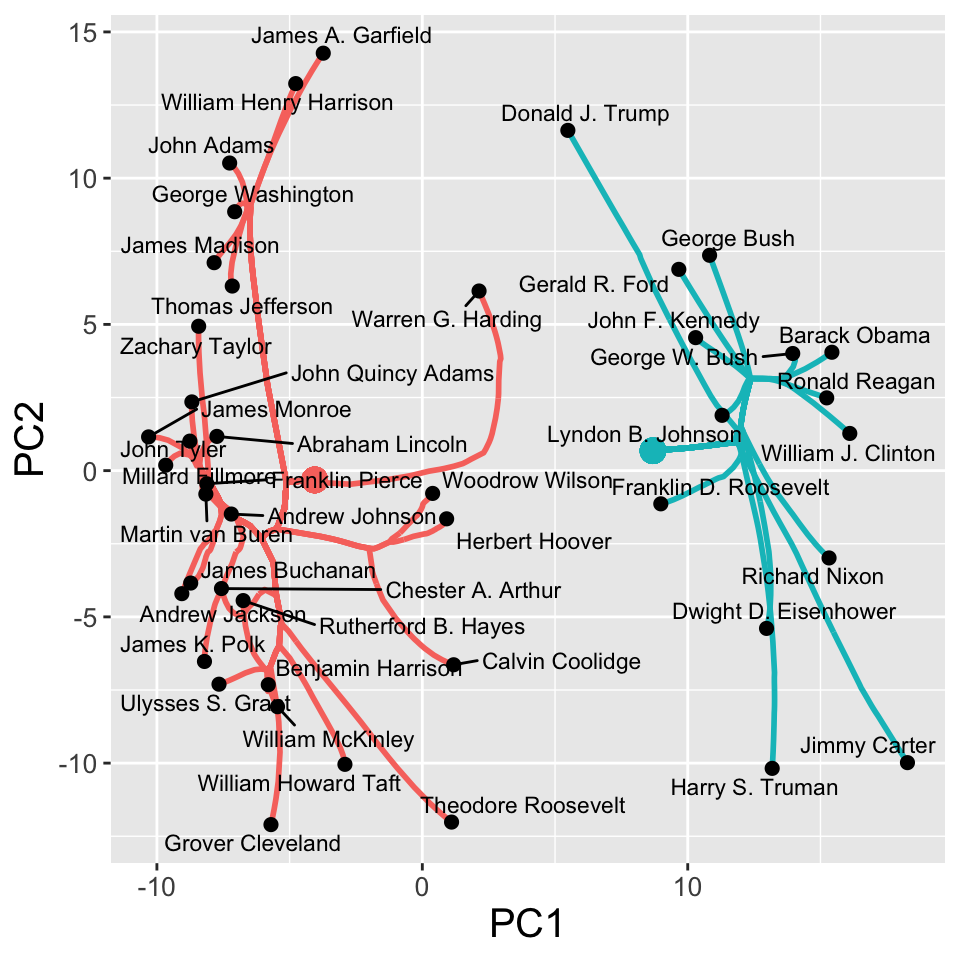 15
James A. Garfield
William Henry Harrison
Donald J. Trump
John Adams
10
George Washington
James Madison
George Bush
Gerald R. Ford
Thomas Jefferson
Warren G. Harding
5
John F. Kennedy
Barack Obama
Zachary Taylor
George W. Bush
John Quincy Adams
Ronald Reagan
James Monroe
Abraham Lincoln
Lyndon B. Johnson
John Tyler
William J. Clinton
0
Millard Fillmore
Franklin Pierce
Woodrow Wilson
Franklin D. Roosevelt
Andrew Johnson
Martin van Buren
Herbert Hoover
James Buchanan
Richard Nixon
Chester A. Arthur
-5
Andrew Jackson
Dwight D. Eisenhower
Rutherford B. Hayes
James K. Polk
Benjamin Harrison
Calvin Coolidge
Ulysses S. Grant
William McKinley
Jimmy Carter
-10
William Howard Taft
Harry S. Truman
Theodore Roosevelt
Grover Cleveland
-10
0
10
PC1
PC2